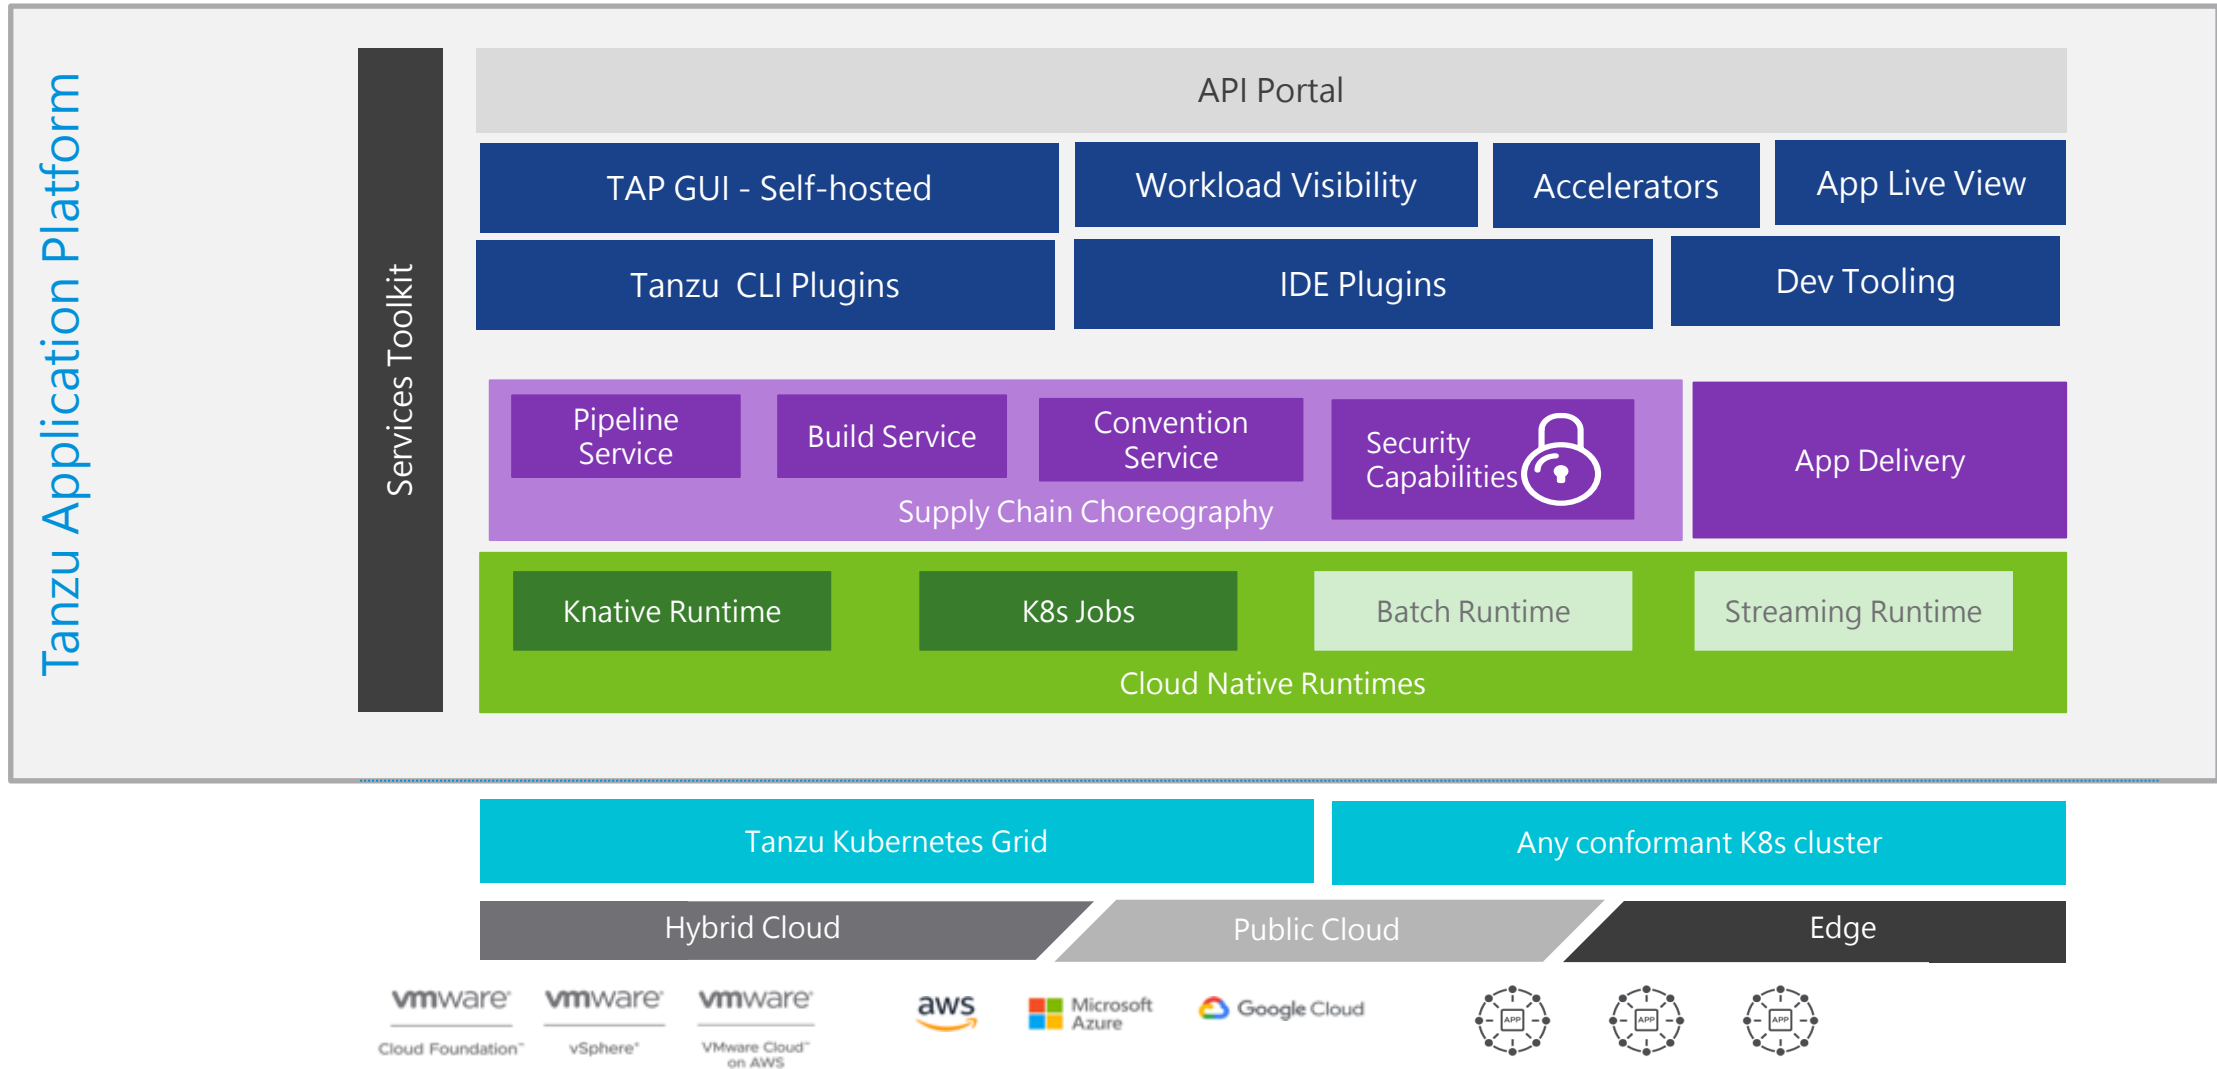 Tanzu Application Platform
Services Toolkit
API Portal
TAP GUI - Self-hosted
Workload Visibility
Accelerators
App Live View
Tanzu CLI Plugins
IDE Plugins
Dev Tooling
Pipeline
Service
Build Service
Convention
Service
Security
Capabilities
Supply Chain Choreography
App Delivery
Knative Runtime
K8s Jobs
Batch Runtime
Streaming Runtime
Cloud Native Runtimes
Tanzu Kubernetes Grid
Any conformant K8s cluster
Hybrid Cloud
Public Cloud
Edge
vmware®
Cloud Foundation™
vmware®
vSphere®
vmware®
VMware Cloud™
on AWS
aws
Microsoft
Azure
Google Cloud
APP
APP
APP